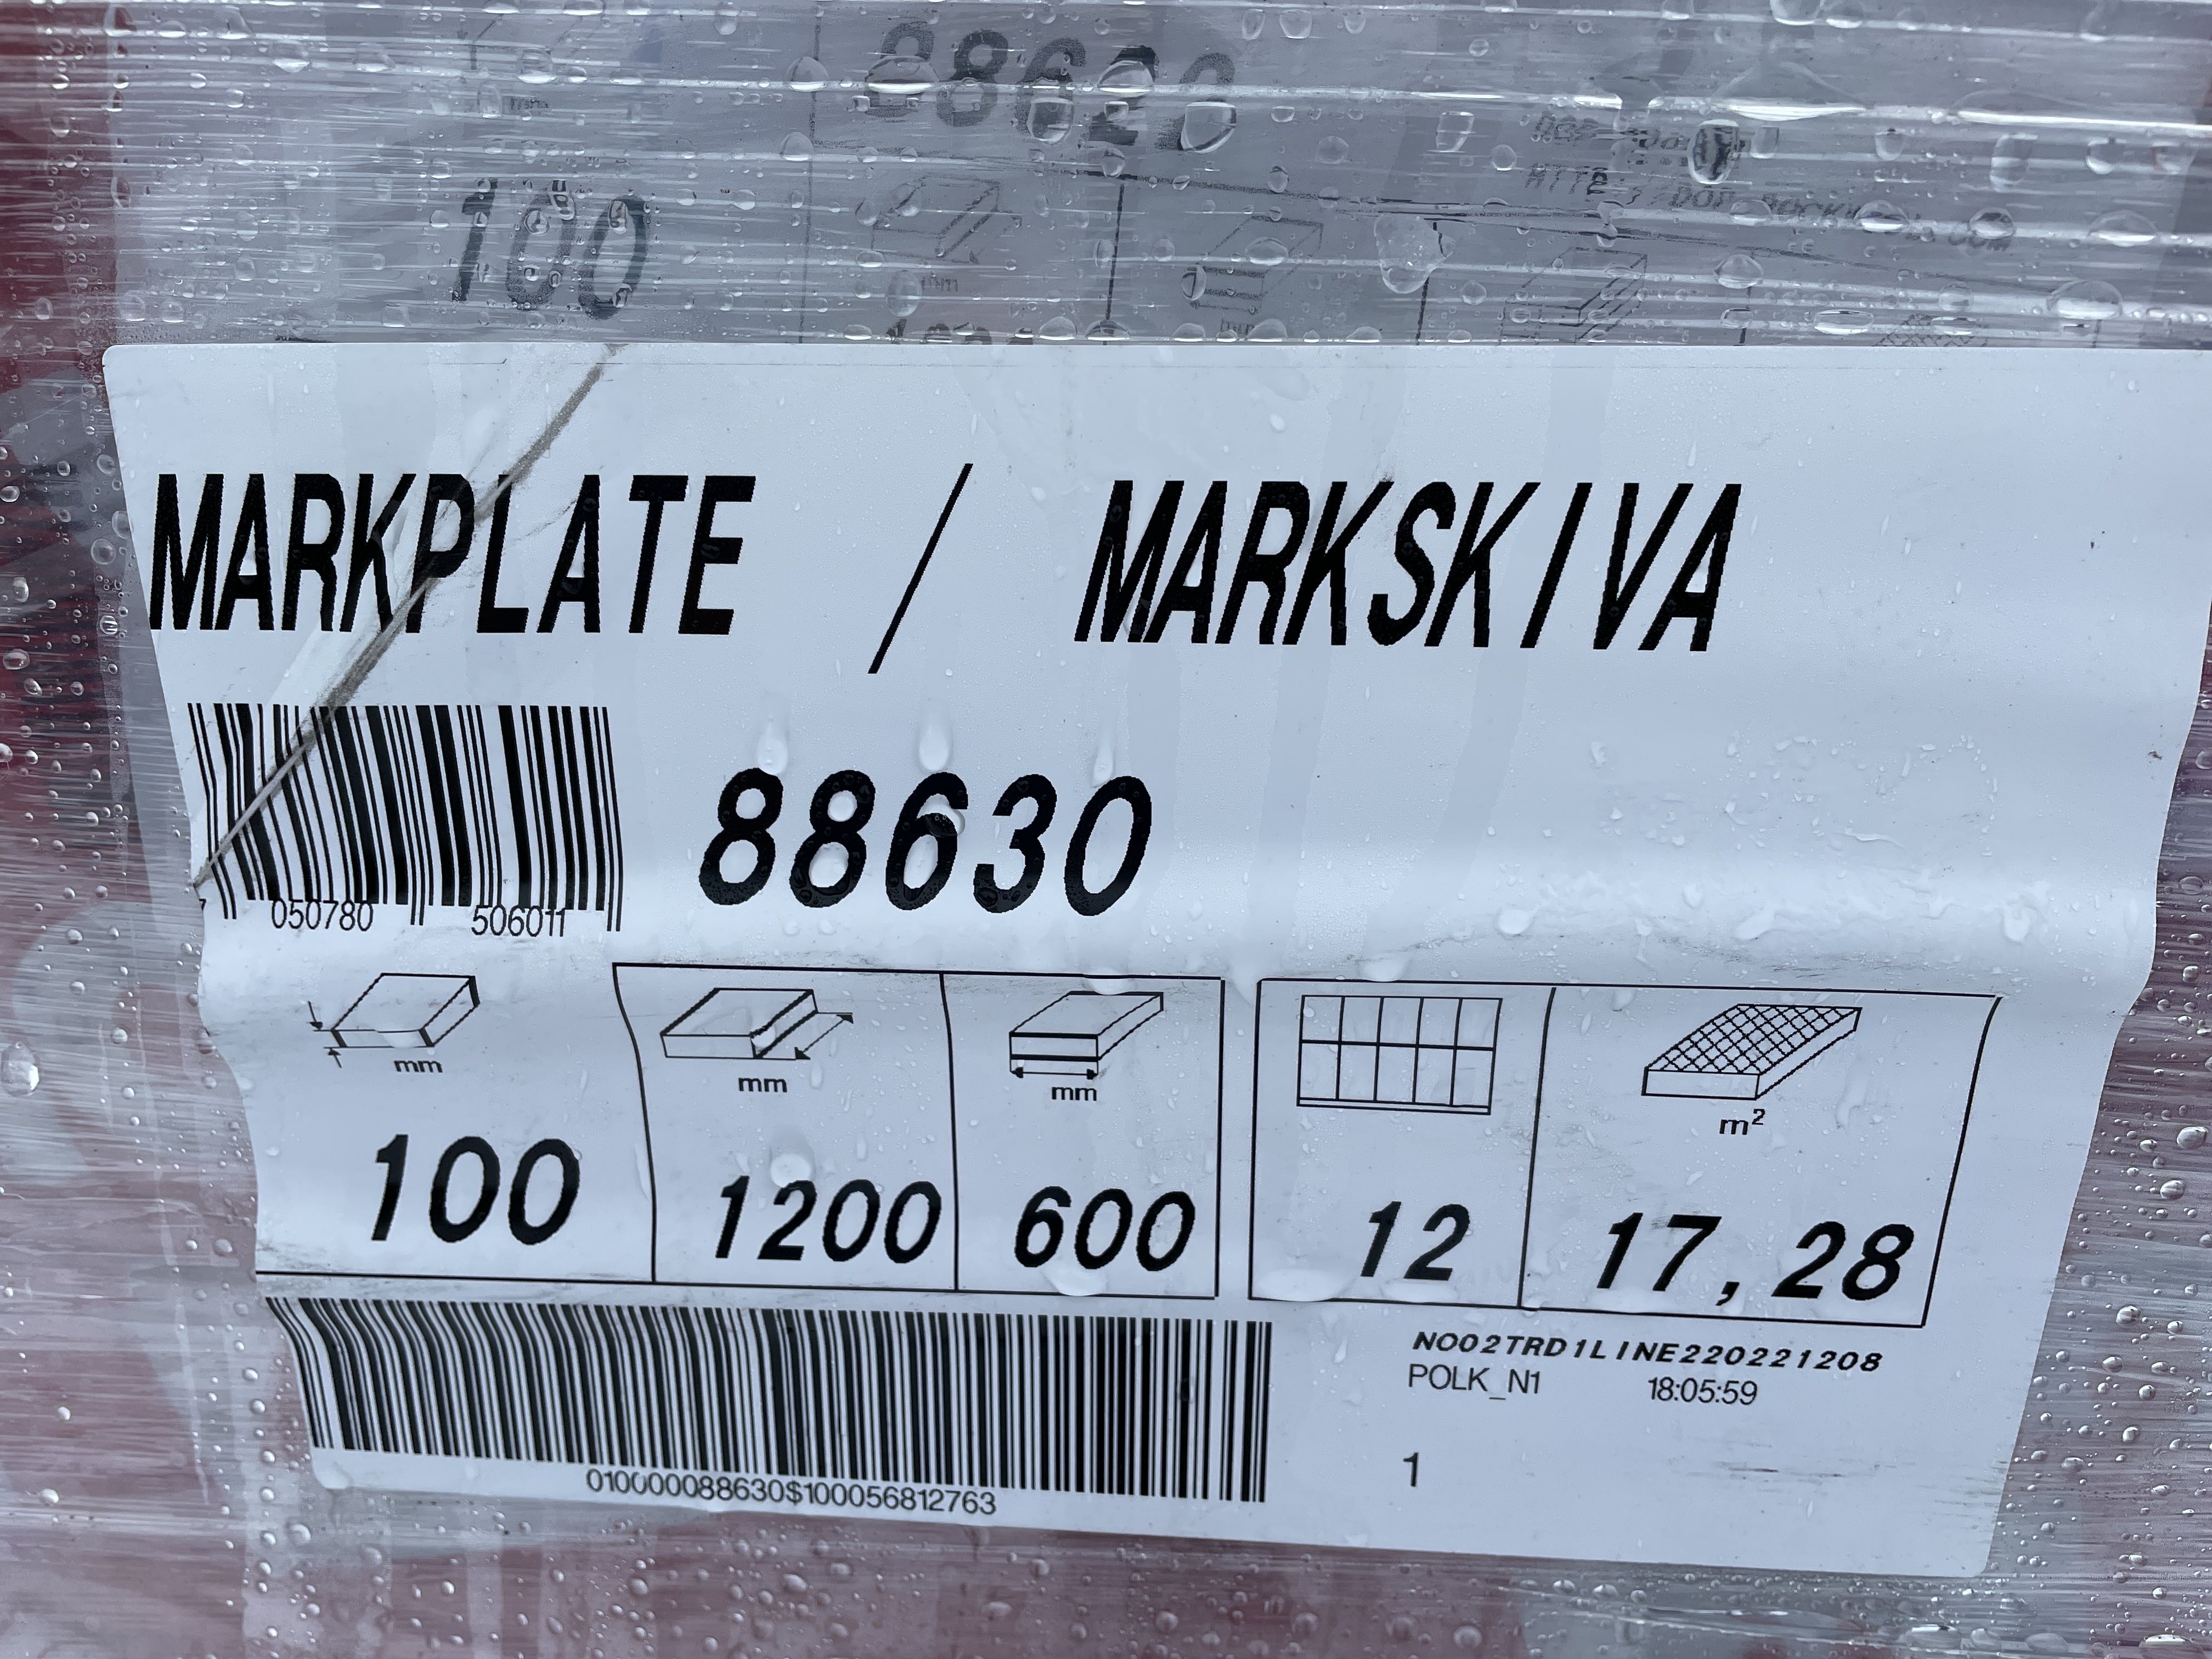 100
MARKPLATE / MARKSKIVA
050780 506011
88630
mm mm mm m²
100 1200 600 12 17,28
NO02TRD1LINE220221208
POLK_N1 18:05:59
010000088630$100056812763
1